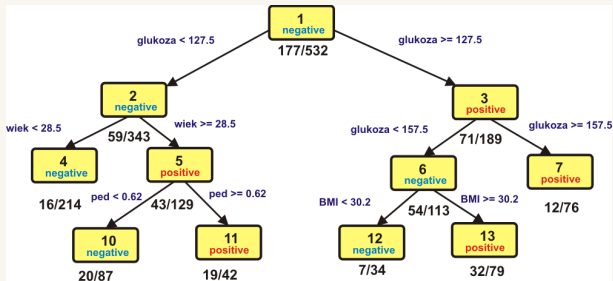 1
negative
177/532
glukoza < 127.5
glukoza >= 127.5
2
negative
59/343
3
positive
71/189
wiek < 28.5
wiek >= 28.5
glukoza <157.5
glukoza >= 157.5
4
negative
16/214
5
positive
43/129
6
negative
54/113
7
positive
12/76
ped < 0.62
ped >= 0.62
BMI < 30.2
BMI >= 30.2
10
negative
20/87
11
positive
19/42
12
negative
7/34
13
positive
32/79